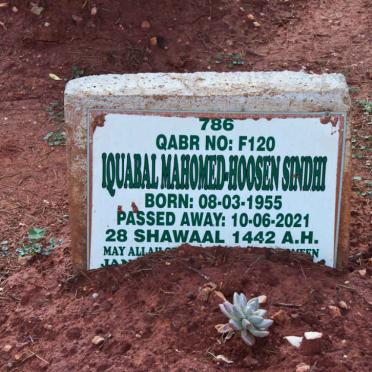 786
QABR NO: F120
IQUABAL MAHOMED-HOOSEN SINDHI
BORN: 08-03-1955
PASSED AWAY: 10-06-2021
28 SHAWAAL 1442 A.H.
MAY ALLAH